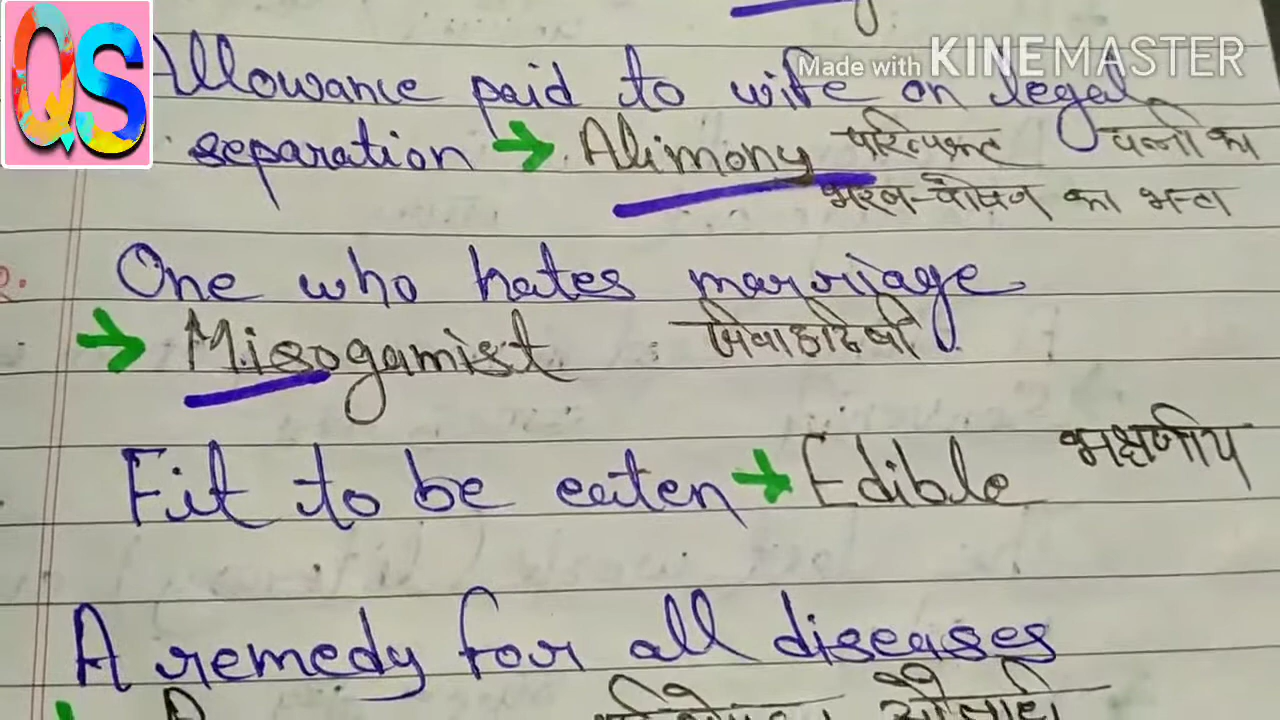 QS
Made with KINEMASTER
Allowance paid to wife on legal
separation → Alimony परित्यक्त पत्नी का
भरण-पोषण का भत्ता
One who hates marriage
→ Misogamist
Fit to be eaten → Edible भक्षणीय
A remedy for all diseases